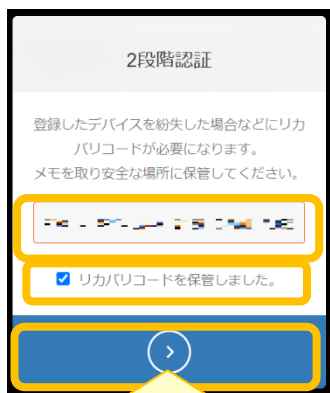 2段階認証
登録したデバイスを紛失した場合などにリカ
バリコードが必要になります。
メモを取り安全な場所に保管してください。
リカバリコードを保管しました。